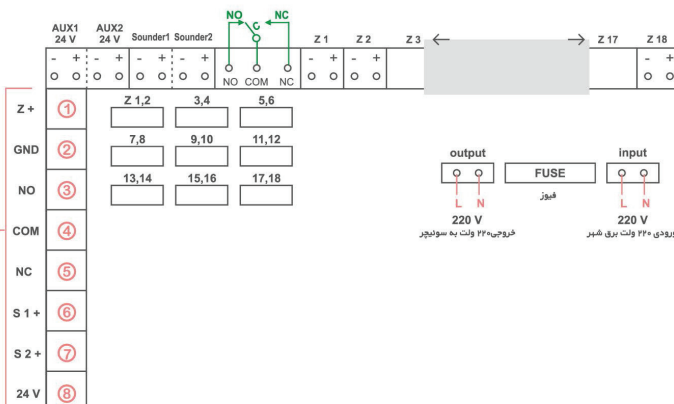 NO C NC
AUX1 24 V AUX2 24 V Sounder1 Sounder2 Z 1 Z 2 Z 3 Z 17 Z 18
- + - + - + - + - + - + - +
NO COM NC
Z + 1
Z 1,2 3,4 5,6
GND 2
7,8 9,10 11,12
NO 3
13,14 15,16 17,18
COM 4
NC 5
S 1 + 6
S 2 + 7
24 V 8
output FUSE input
فیوز
L N L N
220 V 220 V
خروجی۲۲۰ ولت به سوئیچر
ورودی ۲۲۰ ولت برق شهر